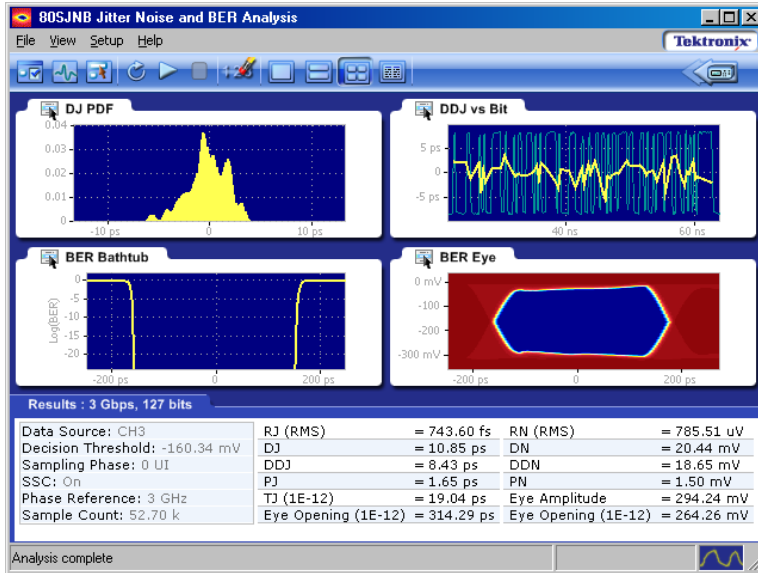 80SJNB Jitter Noise and BER Analysis
File View Setup Help
Tektronix
DJ PDF
0.04
0.03
0.02
0.01
0
-10 ps 0 10 ps
DDJ vs Bit
5 ps
0
-5 ps
40 ns 60 ns
BER Bathtub
Log(BER)
0
-5
-10
-15
-20
-200 ps 0 200 ps
BER Eye
0 mV
-100
-200
-300 mV
-200 ps 0 200 ps
Results : 3 Gbps, 127 bits
Data Source: CH3
Decision Threshold: -160.34 mV
Sampling Phase: 0 UI
SSC: On
Phase Reference: 3 GHz
Sample Count: 52.70 k
RJ (RMS) = 743.60 fs
DJ = 10.85 ps
DDJ = 8.43 ps
PJ = 1.65 ps
TJ (1E-12) = 19.04 ps
Eye Opening (1E-12) = 314.29 ps
RN (RMS) = 785.51 uV
DN = 20.44 mV
DDN = 18.65 mV
PN = 1.50 mV
Eye Amplitude = 294.24 mV
Eye Opening (1E-12) = 264.26 mV
Analysis complete